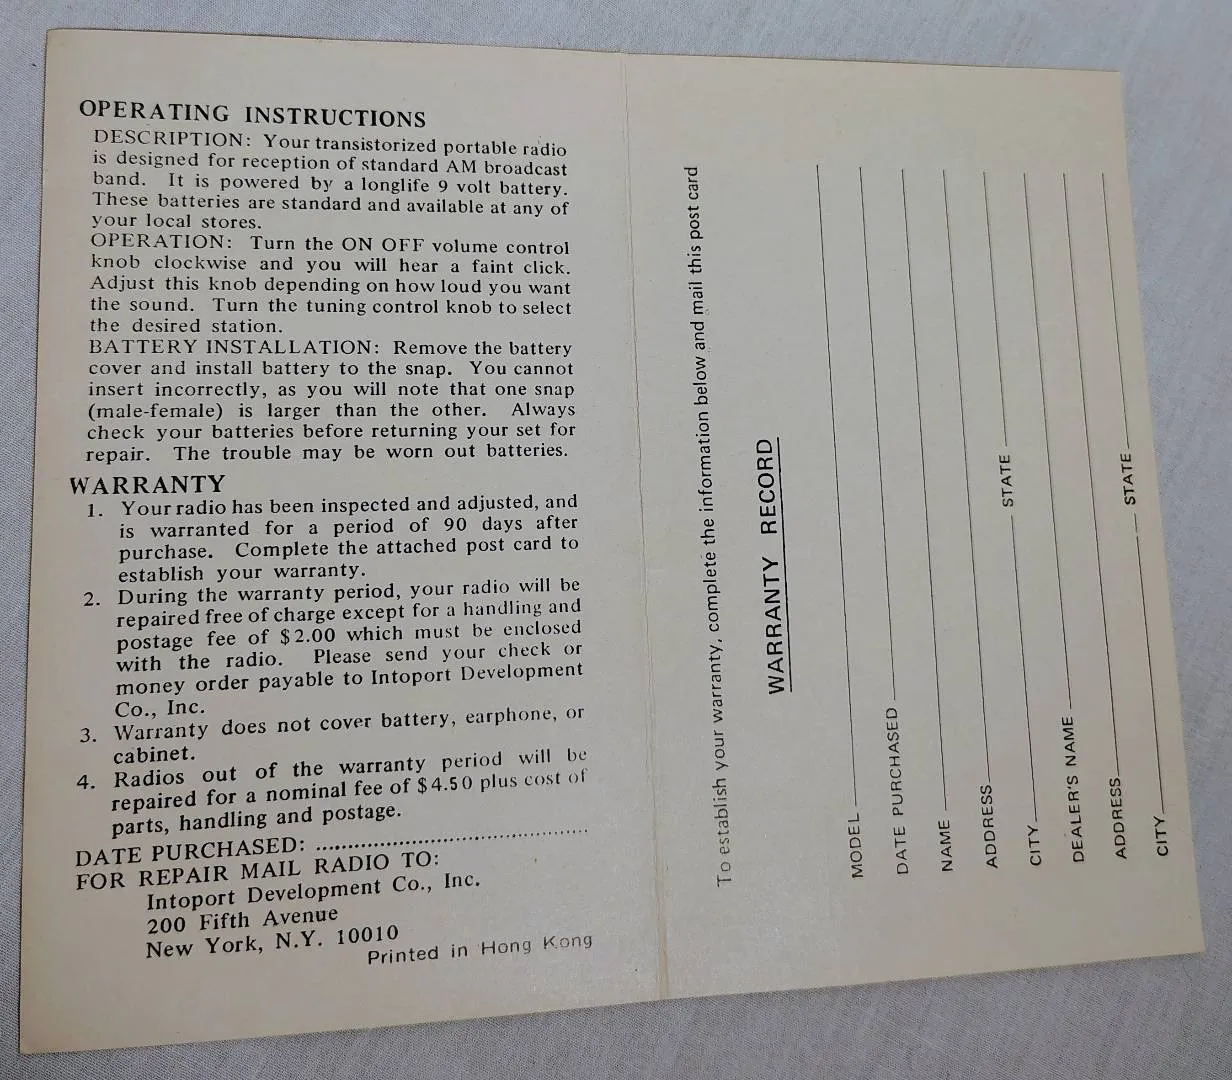 OPERATING INSTRUCTIONS
DESCRIPTION: Your transistorized portable radio
is designed for reception of standard AM broadcast
band. It is powered by a longlife 9 volt battery.
These batteries are standard and available at any of
your local stores.
OPERATION: Turn the ON OFF volume control
knob clockwise and you will hear a faint click.
Adjust this knob depending on how loud you want
the sound. Turn the tuning control knob to select
the desired station.
BATTERY INSTALLATION: Remove the battery
cover and install battery to the snap. You cannot
insert incorrectly, as you will note that one snap
(male-female) is larger than the other. Always
check your batteries before returning your set for
repair. The trouble may be worn out batteries.
WARRANTY
1. Your radio has been inspected and adjusted, and
is warranted for a period of 90 days after
purchase. Complete the attached post card to
establish your warranty.
2. During the warranty period, your radio will be
repaired free of charge except for a handling and
postage fee of $2.00 which must be enclosed
with the radio. Please send your check or
money order payable to Intoport Development
Co., Inc.
3. Warranty does not cover battery, earphone, or
cabinet.
4. Radios out of the warranty period will be
repaired for a nominal fee of $4.50 plus cost of
parts, handling and postage.
DATE PURCHASED: ............................................
FOR REPAIR MAIL RADIO TO:
Intoport Development Co., Inc.
200 Fifth Avenue
New York, N.Y. 10010
Printed in Hong Kong
To establish your warranty, complete the information below and mail this post card
WARRANTY RECORD
MODEL
DATE PURCHASED
NAME
ADDRESS
CITY STATE
DEALER'S NAME
ADDRESS
CITY STATE